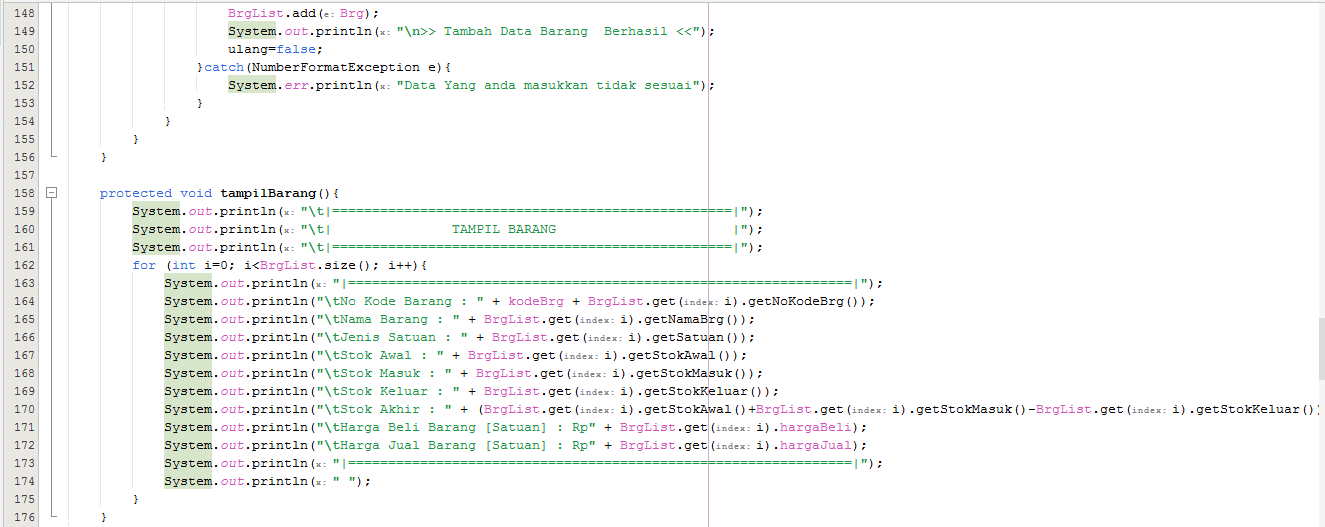 148 BrgList.add(e: Brg);
149 System.out.println(x: "\n>> Tambah Data Barang  Berhasil <<");
150 ulang=false;
151 }catch(NumberFormatException e){
152 System.err.println(x: "Data Yang anda masukkan tidak sesuai");
153 }
154 }
155 }
156 }
157
158 protected void tampilBarang(){
159 System.out.println(x: "\t|==================================================|");
160 System.out.println(x: "\t|               TAMPIL BARANG                      |");
161 System.out.println(x: "\t|==================================================|");
162 for (int i=0; i<BrgList.size(); i++){
163 System.out.println(x: "|===============================================================|");
164 System.out.println("\tNo Kode Barang : " + kodeBrg + BrgList.get(index: i).getNoKodeBrg());
165 System.out.println("\tNama Barang : " + BrgList.get(index: i).getNamaBrg());
166 System.out.println("\tJenis Satuan : " + BrgList.get(index: i).getSatuan());
167 System.out.println("\tStok Awal : " + BrgList.get(index: i).getStokAwal());
168 System.out.println("\tStok Masuk : " + BrgList.get(index: i).getStokMasuk());
169 System.out.println("\tStok Keluar : " + BrgList.get(index: i).getStokKeluar());
170 System.out.println("\tStok Akhir : " + (BrgList.get(index: i).getStokAwal()+BrgList.get(index: i).getStokMasuk()-BrgList.get(index: i).getStokKeluar())
171 System.out.println("\tHarga Beli Barang [Satuan] : Rp" + BrgList.get(index: i).hargaBeli);
172 System.out.println("\tHarga Jual Barang [Satuan] : Rp" + BrgList.get(index: i).hargaJual);
173 System.out.println(x: "|===============================================================|");
174 System.out.println(x: " ");
175 }
176 }